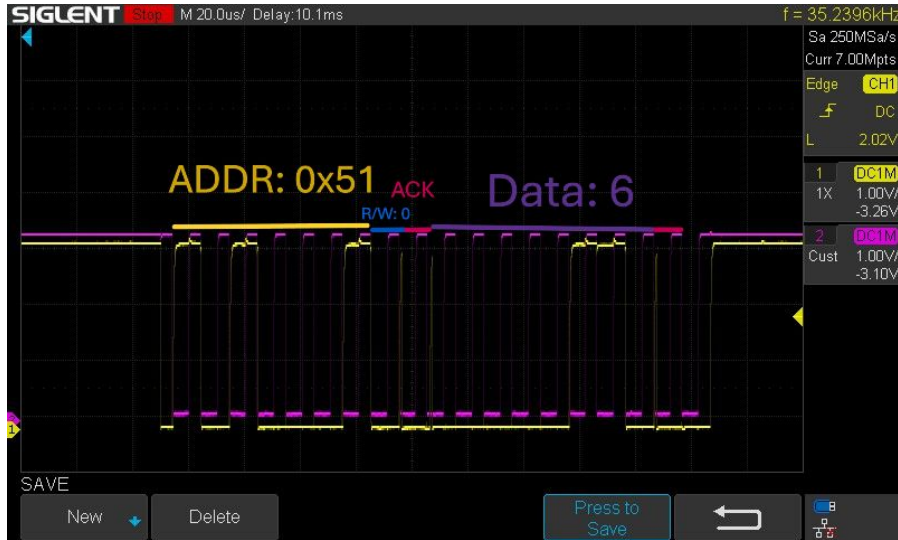 SIGLENT Stop M 20.0us/ Delay:10.1ms f = 35.2396kHz
Sa 250MSa/s
Curr 7.00Mpts
Edge CH1
DC
L 2.02V
1 DC1M
1X 1.00V/
-3.26V
2 DC1M
Cust 1.00V/
-3.10V
ADDR: 0x51 ACK Data: 6
R/W: 0
2
1
SAVE
New Delete Press to
Save